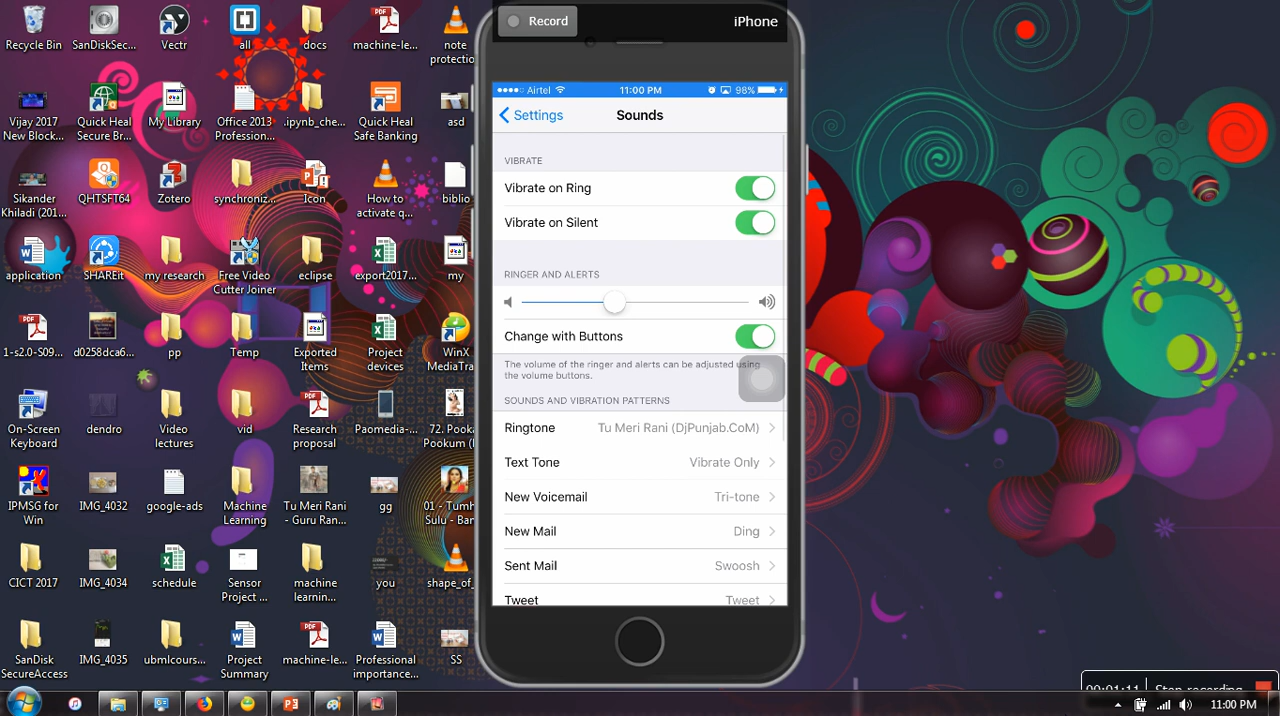 Record
iPhone
Airtel
11:00 PM
98%
Settings
Sounds
VIBRATE
Vibrate on Ring
Vibrate on Silent
RINGER AND ALERTS
Change with Buttons
The volume of the ringer and alerts can be adjusted using
the volume buttons.
SOUNDS AND VIBRATION PATTERNS
Ringtone Tu Meri Rani (DjPunjab.CoM)
Text Tone Vibrate Only
New Voicemail Tri-tone
New Mail Ding
Sent Mail Swoosh
Tweet Tweet
Recycle Bin
SanDiskSec...
Vectr
all
docs
machine-le...
note
protection
Vijay 2017
New Block...
Quick Heal
Secure Br...
My Library
Office 2013
Profession...
.ipynb_che...
Quick Heal
Safe Banking
asd
Sikander
Khiladi (201...
QHTSFT64
Zotero
synchroniz...
Icon
How to
activate q...
biblio
application
SHAREit
my research
Free Video
Cutter Joiner
eclipse
export2017...
my
1-s2.0-S09...
d0258dca6...
pp
Temp
Exported
Items
Project
devices
WinX
MediaTra
On-Screen
Keyboard
dendro
Video
lectures
vid
Research
proposal
Paomedia-...
72. Pooka
Pookum (
IPMSG for
Win
IMG_4032
google-ads
Machine
Learning
Tu Meri Rani
- Guru Ran...
gg
01 - Tumh
Sulu - Ban
CICT 2017
IMG_4034
schedule
Sensor
Project ...
machine
learnin...
you
shape_of_
SanDisk
SecureAccess
IMG_4035
ubmlcours...
Project
Summary
machine-le...
Professional
importance...
SS
00:01:11
Stop recording
11:00 PM